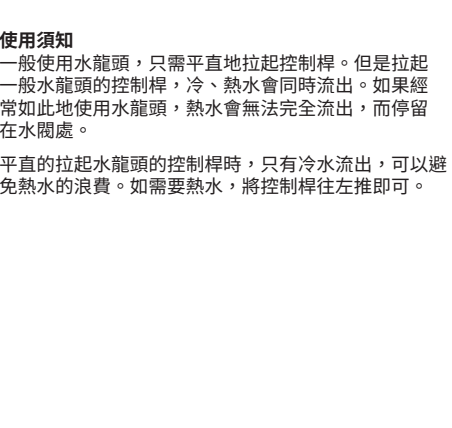 使用須知
一般使用水龍頭，只需平直地拉起控制桿。但是拉起
一般水龍頭的控制桿，冷、熱水會同時流出。如果經
常如此地使用水龍頭，熱水會無法完全流出，而停留
在水閥處。
平直的拉起水龍頭的控制桿時，只有冷水流出，可以避
免熱水的浪費。如需要熱水，將控制桿往左推即可。